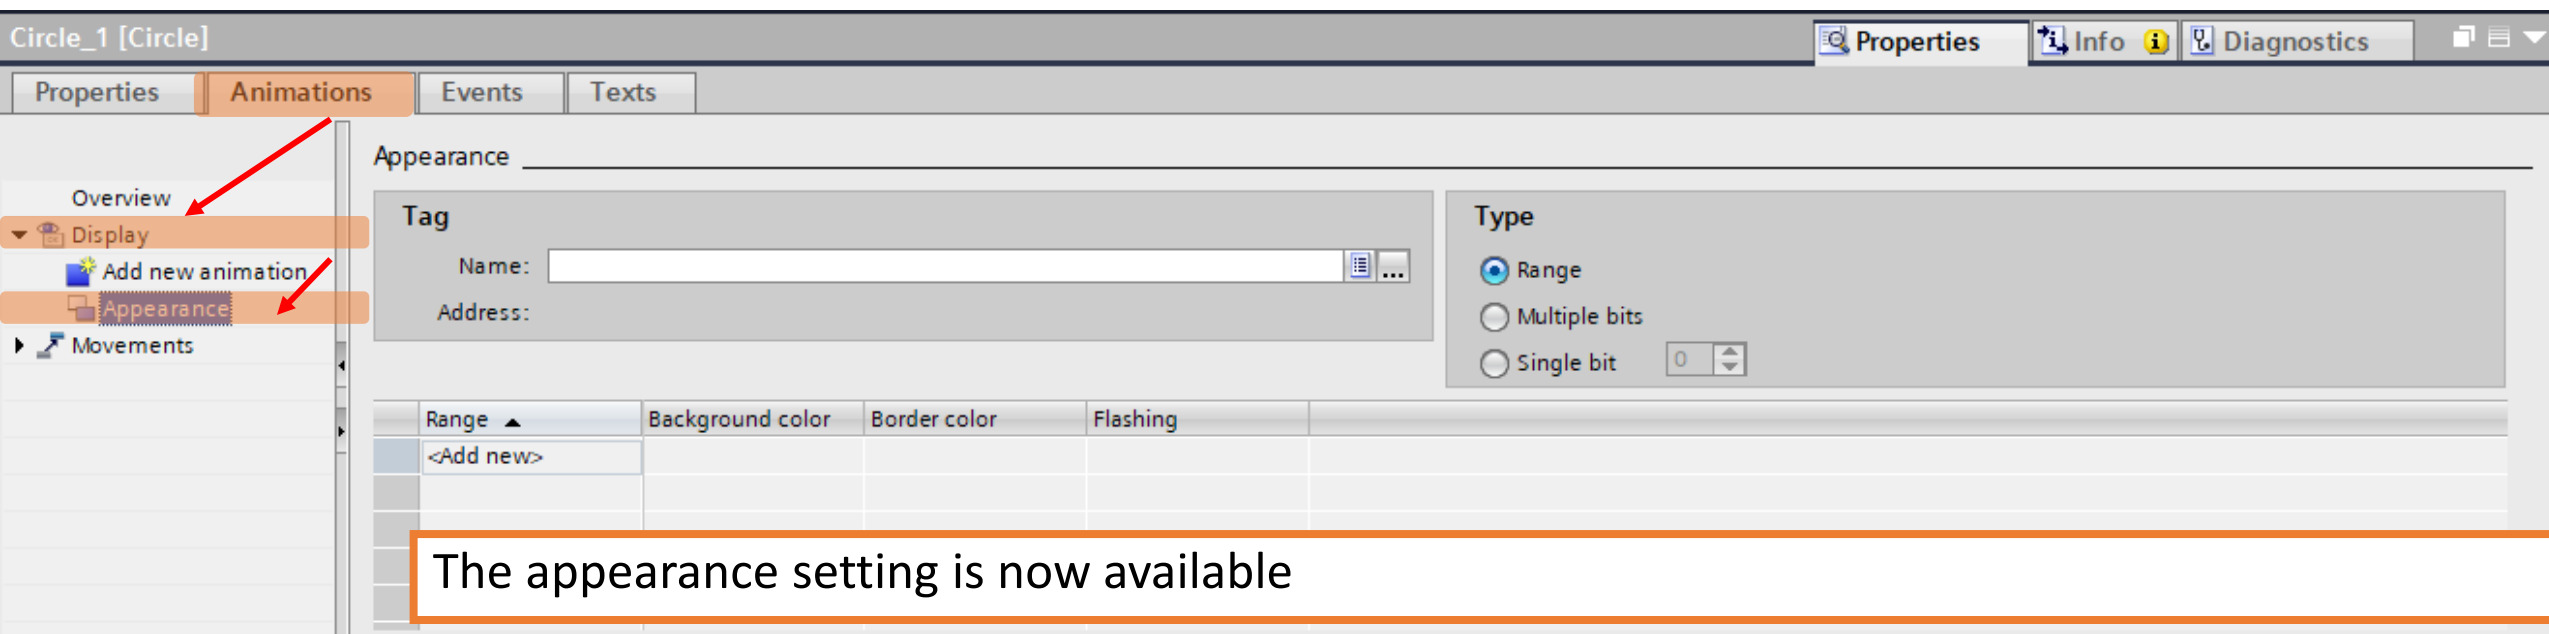 Circle_1 [Circle]
Properties
Info
Diagnostics
Properties
Animations
Events
Texts
Appearance
Overview
Display
Add new animation
Appearance
Movements
Tag
Name:
...
Address:
Type
Range
Multiple bits
Single bit
0
Range
Background color
Border color
Flashing
<Add new>
The appearance setting is now available